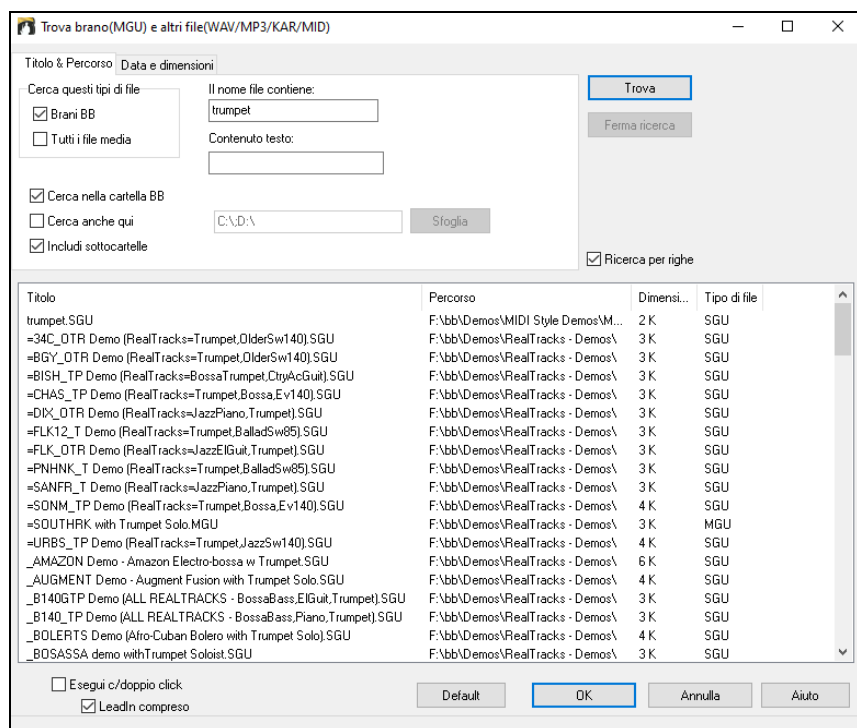 Trova brano(MGU) e altri file(WAV/MP3/KAR/MID)
Titolo & Percorso Data e dimensioni
Cerca questi tipi di file
Brani BB
Tutti i file media
Il nome file contiene:
trumpet
Contenuto testo:
Trova
Ferma ricerca
Cerca nella cartella BB
Cerca anche qui C:\;D:\ Sfoglia
Includi sottocartelle
Ricerca per righe
Titolo Percorso Dimensi... Tipo di file
trumpet.SGU F:\bb\Demos\MIDI Style Demos\M... 2 K SGU
=34C_OTR Demo (RealTracks=Trumpet,OlderSw140).SGU F:\bb\Demos\RealTracks - Demos\ 3 K SGU
=BGY_OTR Demo (RealTracks=Trumpet,OlderSw140).SGU F:\bb\Demos\RealTracks - Demos\ 3 K SGU
=BISH_TP Demo (RealTracks=BossaTrumpet,CtryAcGuit).SGU F:\bb\Demos\RealTracks - Demos\ 3 K SGU
=CHAS_TP Demo (RealTracks=Trumpet,Bossa,Ev140).SGU F:\bb\Demos\RealTracks - Demos\ 3 K SGU
=DIX_OTR Demo (RealTracks=JazzPiano,Trumpet).SGU F:\bb\Demos\RealTracks - Demos\ 3 K SGU
=FLK12_T Demo (RealTracks=Trumpet,BalladSw85).SGU F:\bb\Demos\RealTracks - Demos\ 3 K SGU
=FLK_OTR Demo (RealTracks=JazzElGuit,Trumpet).SGU F:\bb\Demos\RealTracks - Demos\ 3 K SGU
=PNHNK_T Demo (RealTracks=Trumpet,BalladSw85).SGU F:\bb\Demos\RealTracks - Demos\ 3 K SGU
=SANFR_T Demo (RealTracks=JazzPiano,Trumpet).SGU F:\bb\Demos\RealTracks - Demos\ 3 K SGU
=SONM_TP Demo (RealTracks=Trumpet,Bossa,Ev140).SGU F:\bb\Demos\RealTracks - Demos\ 4 K SGU
=SOUTHRK with Trumpet Solo.MGU F:\bb\Demos\RealTracks - Demos\ 3 K MGU
=URBS_TP Demo (RealTracks=Trumpet,JazzSw140).SGU F:\bb\Demos\RealTracks - Demos\ 4 K SGU
_AMAZON Demo - Amazon Electro-bossa w Trumpet.SGU F:\bb\Demos\RealTracks - Demos\ 6 K SGU
_AUGMENT Demo - Augment Fusion with Trumpet Solo.SGU F:\bb\Demos\RealTracks - Demos\ 4 K SGU
_B140GTP Demo (ALL REALTRACKS - BossaBass,ElGuit,Trumpet).SGU F:\bb\Demos\RealTracks - Demos\ 3 K SGU
_B140_TP Demo (ALL REALTRACKS - BossaBass,Piano,Trumpet).SGU F:\bb\Demos\RealTracks - Demos\ 3 K SGU
_BOLERTS Demo (Afro-Cuban Bolero with Trumpet Solo).SGU F:\bb\Demos\RealTracks - Demos\ 4 K SGU
_BOSASSA demo withTrumpet Soloist.SGU F:\bb\Demos\RealTracks - Demos\ 3 K SGU
Esegui c/doppio click
LeadIn compreso
Default OK Annulla Aiuto